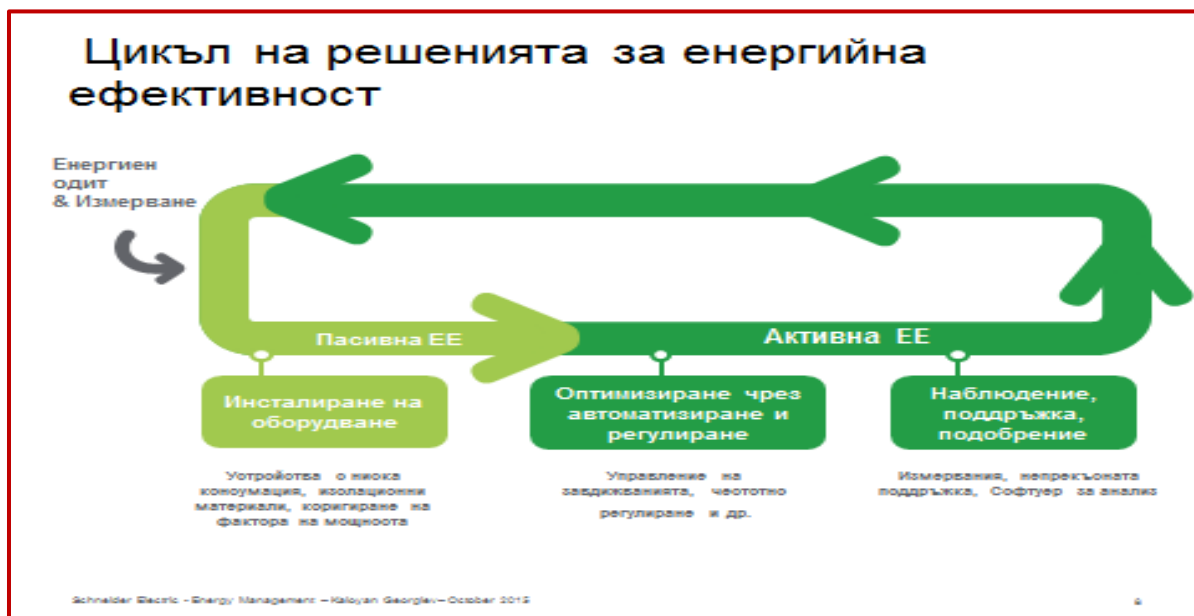 Цикъл на решенията за енергийна
ефективност
Енергиен
одит
& Измерване
Пасивна ЕЕ
Активна ЕЕ
Инсталиране на
оборудване
Оптимизиране чрез
автоматизиране и
регулиране
Наблюдение,
поддръжка,
подобрение
Устройства с ниска
консумация, изолационни
материали, коригиране на
фактора на мощността
Управление на
завдижванията, честотно
регулиране и др.
Измервания, непрекъсната
поддръжка, Софтуер за анализ
Schneider Electric - Energy Management – Kaloyan Georgiev– October 2015